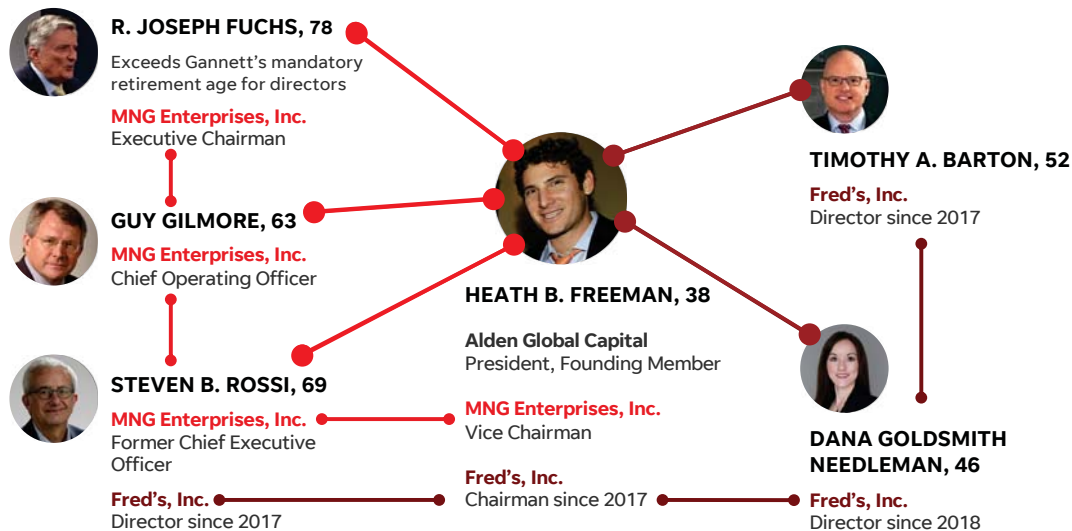 R. JOSEPH FUCHS, 78
Exceeds Gannett's mandatory
retirement age for directors
MNG Enterprises, Inc.
Executive Chairman
GUY GILMORE, 63
MNG Enterprises, Inc.
Chief Operating Officer
STEVEN B. ROSSI, 69
MNG Enterprises, Inc.
Former Chief Executive
Officer
Fred's, Inc.
Director since 2017
HEATH B. FREEMAN, 38
Alden Global Capital
President, Founding Member
MNG Enterprises, Inc.
Vice Chairman
Fred's, Inc.
Chairman since 2017
TIMOTHY A. BARTON, 52
Fred's, Inc.
Director since 2017
DANA GOLDSMITH
NEEDLEMAN, 46
Fred's, Inc.
Director since 2018